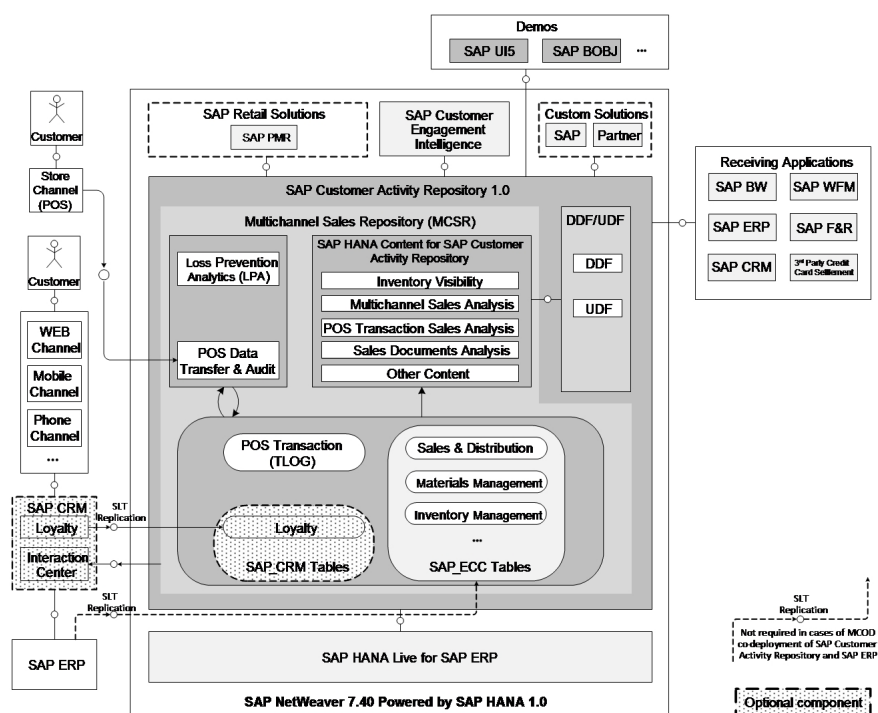 Demos
SAP UI5
SAP BOBJ
...
Customer
Store
Channel
(POS)
Customer
WEB
Channel
Mobile
Channel
Phone
Channel
...
SAP CRM
Loyalty
Interaction
Center
SAP ERP
SLT
Replication
SLT
Replication
SAP Retail Solutions
SAP PMR
SAP Customer
Engagement
Intelligence
Custom Solutions
SAP
Partner
SAP Customer Activity Repository 1.0
Multichannel Sales Repository (MCSR)
Loss Prevention
Analytics (LPA)
POS Data
Transfer & Audit
SAP HANA Content for SAP Customer
Activity Repository
Inventory Visibility
Multichannel Sales Analysis
POS Transaction Sales Analysis
Sales Documents Analysis
Other Content
DDF/UDF
DDF
UDF
POS Transaction
(TLOG)
Loyalty
SAP_CRM Tables
Sales & Distribution
Materials Management
Inventory Management
...
SAP_ECC Tables
SAP HANA Live for SAP ERP
SAP NetWeaver 7.40 Powered by SAP HANA 1.0
Receiving Applications
SAP BW
SAP WFM
SAP ERP
SAP F&R
SAP CRM
3rd Party Credit
Card Settlement
SLT
Replication
Not required in cases of MCOD
co-deployment of SAP Customer
Activity Repository and SAP ERP
Optional component